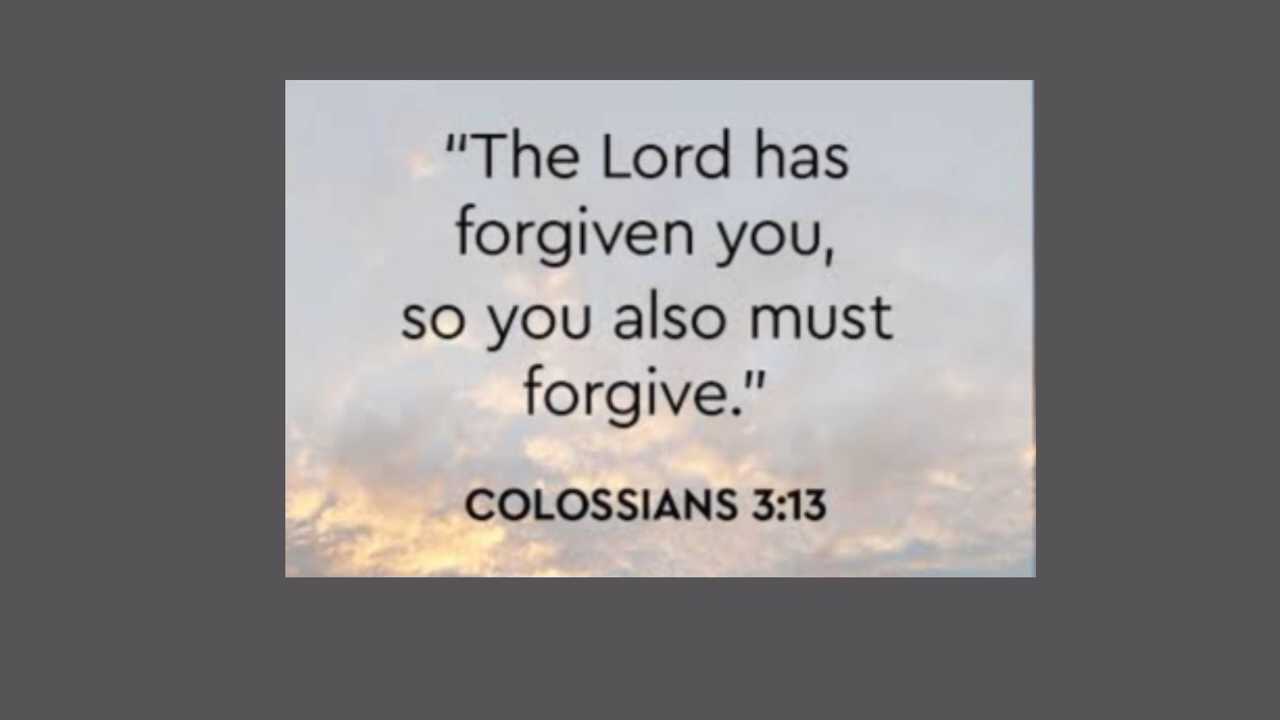 “The Lord has
forgiven you,
so you also must
forgive.”
COLOSSIANS 3:13